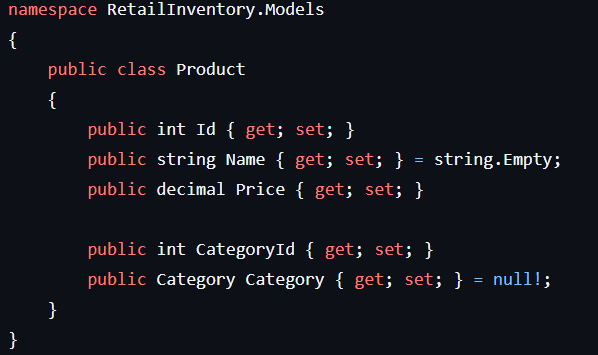 namespace RetailInventory.Models
{
    public class Product
    {
        public int Id { get; set; }
        public string Name { get; set; } = string.Empty;
        public decimal Price { get; set; }

        public int CategoryId { get; set; }
        public Category Category { get; set; } = null!;
    }
}